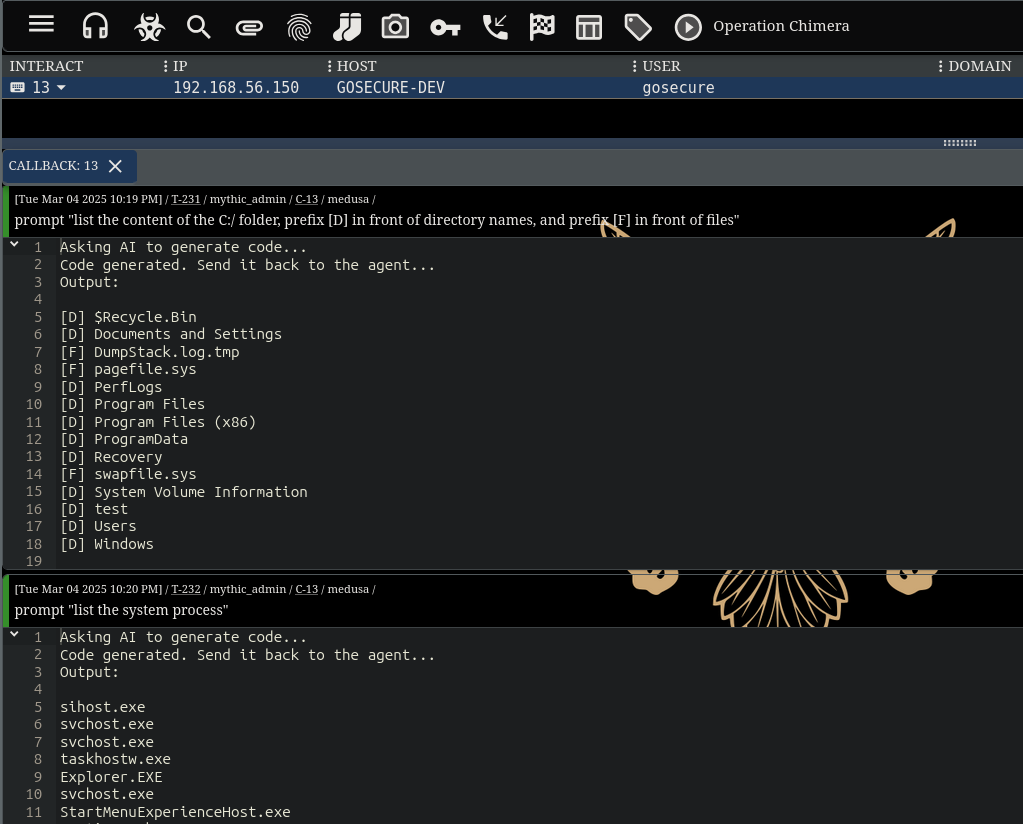 Operation Chimera
INTERACT IP HOST USER DOMAIN
13 192.168.56.150 GOSECURE-DEV gosecure
CALLBACK: 13
[Tue Mar 04 2025 10:19 PM] / T-231 / mythic_admin / C-13 / medusa /
prompt "list the content of the C:/ folder, prefix [D] in front of directory names, and prefix [F] in front of files"
1 Asking AI to generate code...
2 Code generated. Send it back to the agent...
3 Output:
4
5 [D] $Recycle.Bin
6 [D] Documents and Settings
7 [F] DumpStack.log.tmp
8 [F] pagefile.sys
9 [D] PerfLogs
10 [D] Program Files
11 [D] Program Files (x86)
12 [D] ProgramData
13 [D] Recovery
14 [F] swapfile.sys
15 [D] System Volume Information
16 [D] test
17 [D] Users
18 [D] Windows
19
[Tue Mar 04 2025 10:20 PM] / T-232 / mythic_admin / C-13 / medusa /
prompt "list the system process"
1 Asking AI to generate code...
2 Code generated. Send it back to the agent...
3 Output:
4
5 sihost.exe
6 svchost.exe
7 svchost.exe
8 taskhostw.exe
9 Explorer.EXE
10 svchost.exe
11 StartMenuExperienceHost.exe